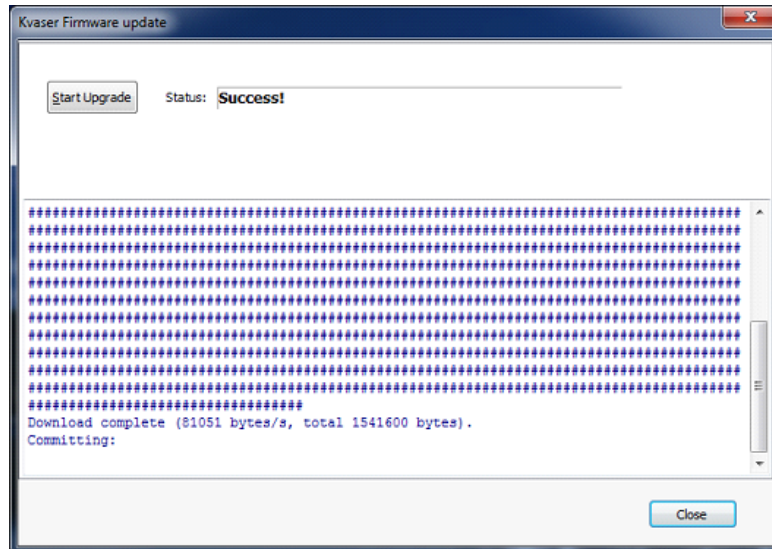 Kvaser Firmware update
Start Upgrade Status: Success!
########################################################################################
########################################################################################
########################################################################################
########################################################################################
########################################################################################
########################################################################################
########################################################################################
########################################################################################
########################################################################################
########################################################################################
########################################################################################
##################################
Download complete (81051 bytes/s, total 1541600 bytes).
Committing:
Close